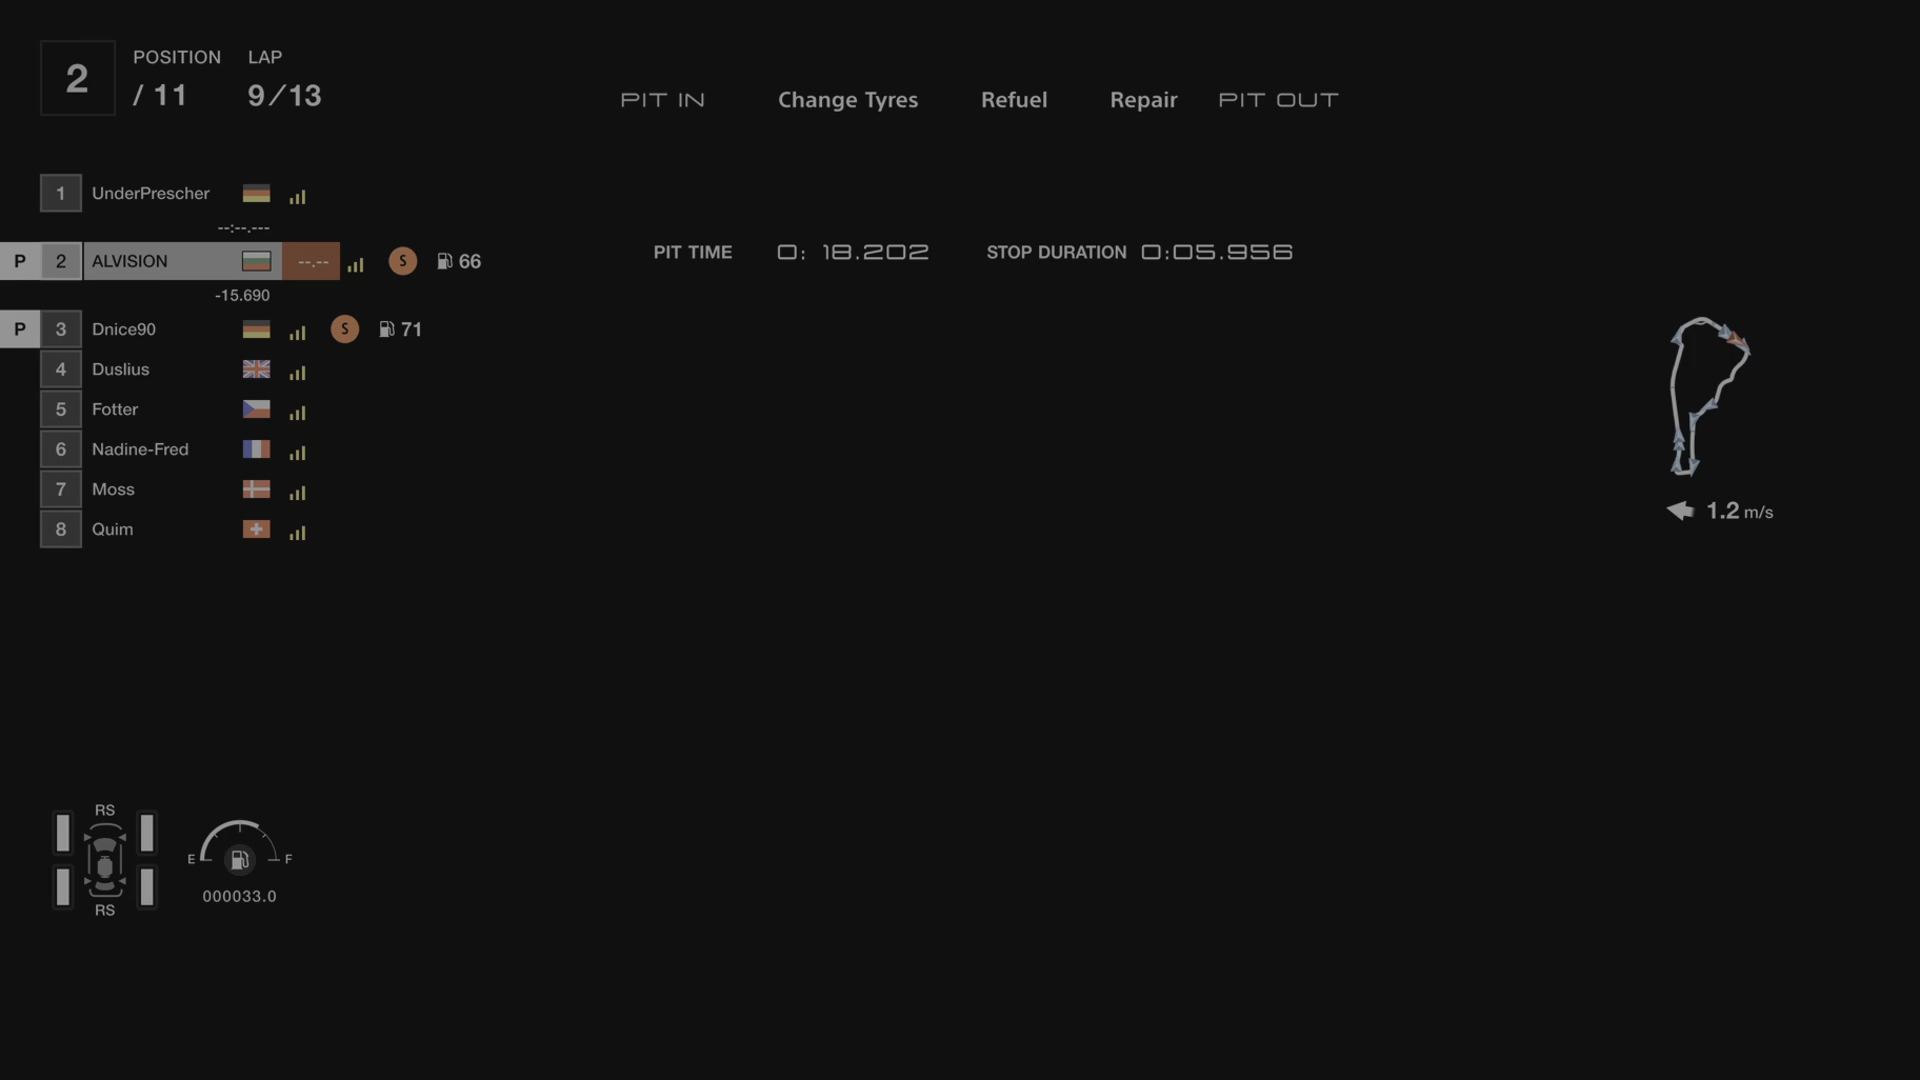 2
POSITION LAP
/ 11 9/13
PIT IN Change Tyres Refuel Repair PIT OUT
1 UnderPrescher
--:--.---
P 2 ALVISION --.-- S 66
PIT TIME 0: 18.202 STOP DURATION 0:05.956
-15.690
P 3 Dnice90 S 71
4 Duslius
5 Fotter
6 Nadine-Fred
7 Moss
8 Quim
1.2 m/s
RS
E F
000033.0
RS